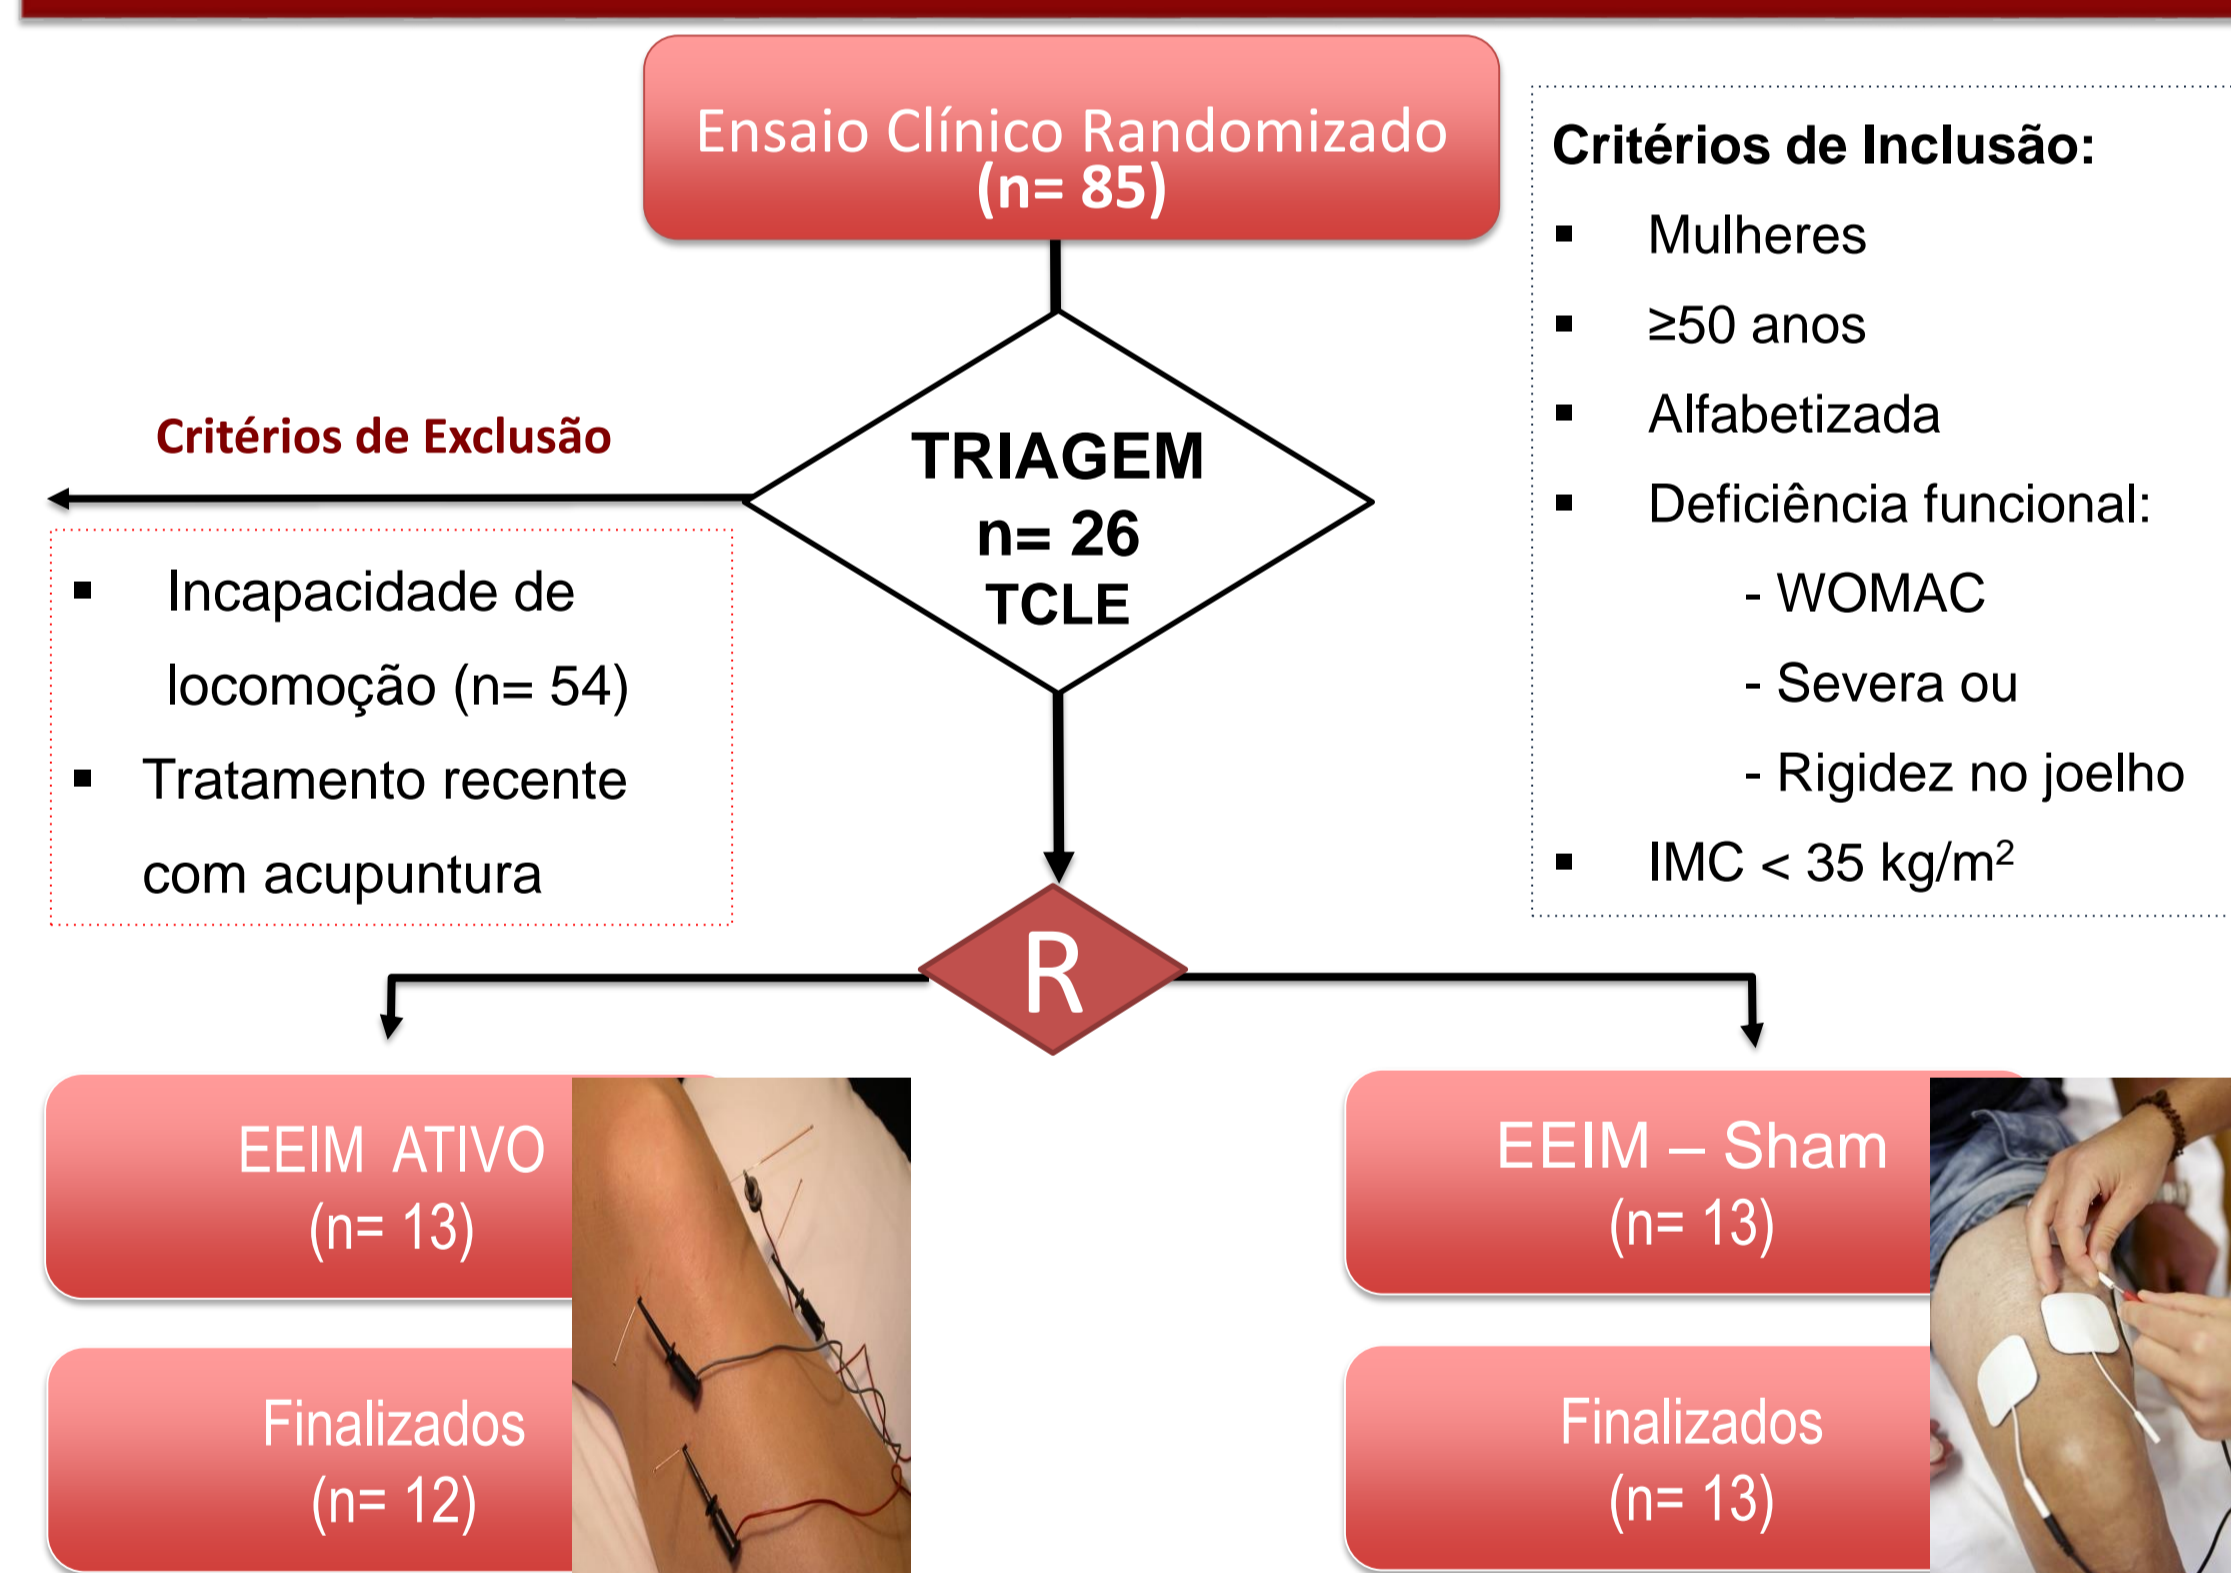 Ensaio Clínico Randomizado
(n= 85)
Critérios de Inclusão:
▪ Mulheres
▪ ≥50 anos
▪ Alfabetizada
▪ Deficiência funcional:
- WOMAC
- Severa ou
- Rigidez no joelho
▪ IMC < 35 kg/m²
TRIAGEM
n= 26
TCLE
Critérios de Exclusão
▪ Incapacidade de
locomoção (n= 54)
▪ Tratamento recente
com acupuntura
R
EEIM ATIVO
(n= 13)
Finalizados
(n= 12)
EEIM – Sham
(n= 13)
Finalizados
(n= 13)